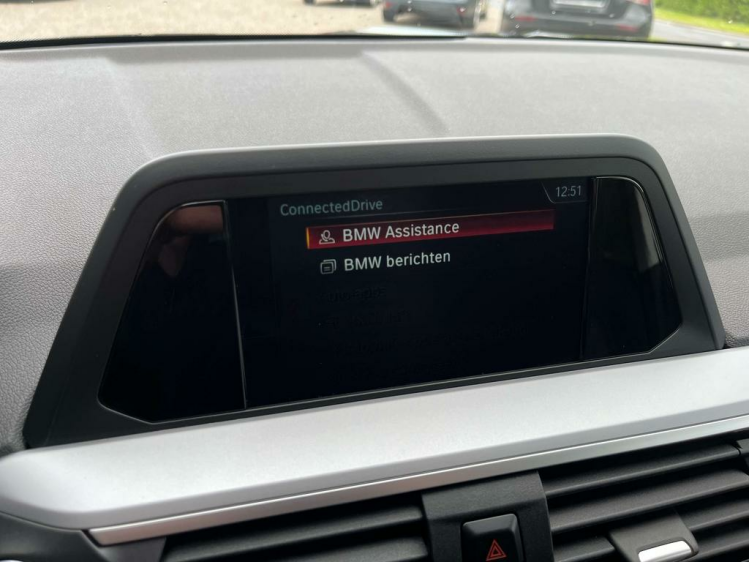 12:51
ConnectedDrive
BMW Assistance
BMW berichten